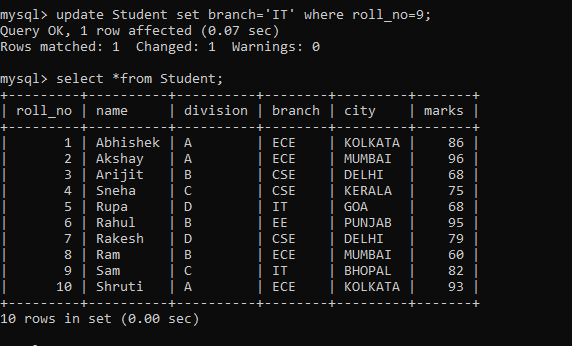 mysql> update Student set branch='IT' where roll_no=9;
Query OK, 1 row affected (0.07 sec)
Rows matched: 1  Changed: 1  Warnings: 0
mysql> select *from Student;
+---------+----------+----------+--------+---------+-------+
| roll_no | name     | division | branch | city    | marks |
+---------+----------+----------+--------+---------+-------+
|       1 | Abhishek | A        | ECE    | KOLKATA |    86 |
|       2 | Akshay   | A        | ECE    | MUMBAI  |    96 |
|       3 | Arijit   | B        | CSE    | DELHI   |    68 |
|       4 | Sneha    | C        | CSE    | KERALA  |    75 |
|       5 | Rupa     | D        | IT     | GOA     |    68 |
|       6 | Rahul    | B        | EE     | PUNJAB  |    95 |
|       7 | Rakesh   | D        | CSE    | DELHI   |    79 |
|       8 | Ram      | B        | ECE    | MUMBAI  |    60 |
|       9 | Sam      | C        | IT     | BHOPAL  |    82 |
|      10 | Shruti   | A        | ECE    | KOLKATA |    93 |
+---------+----------+----------+--------+---------+-------+
10 rows in set (0.00 sec)